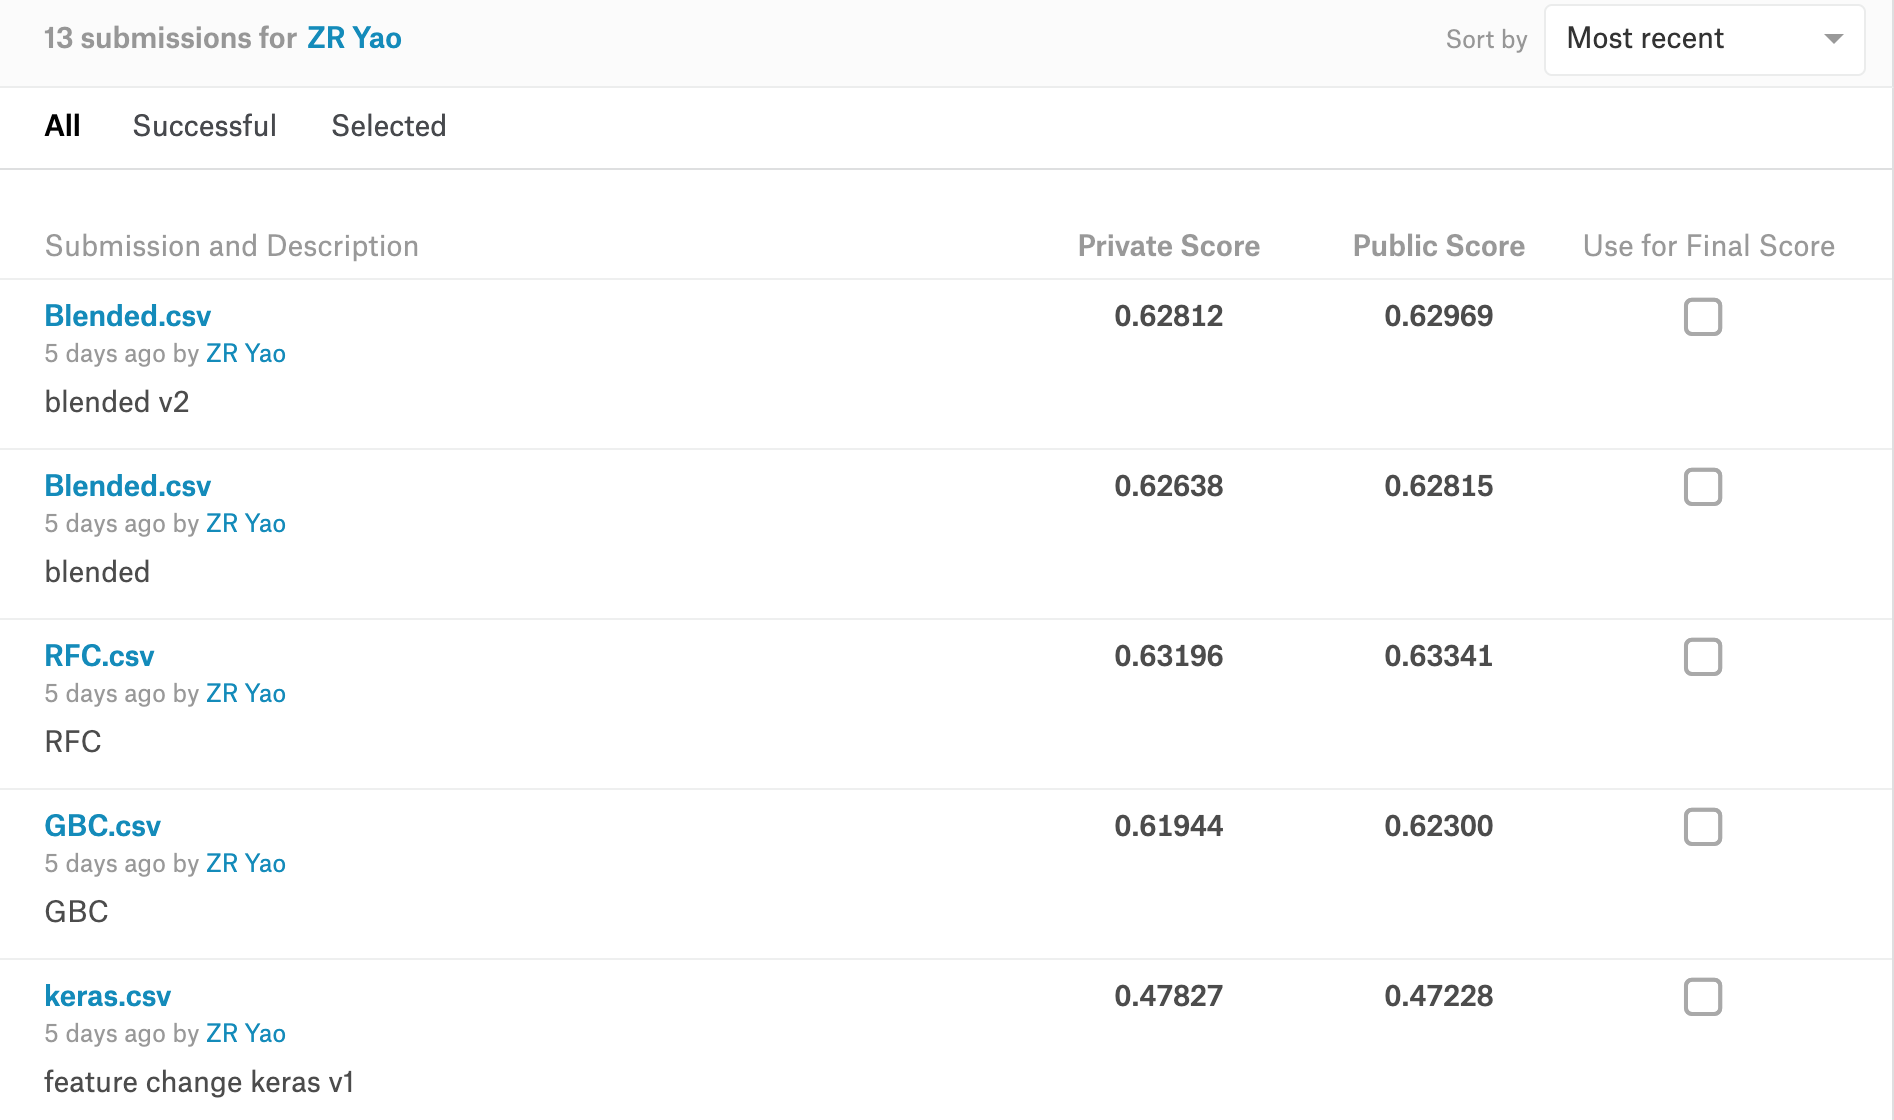 13 submissions for ZR Yao
Sort by Most recent
All Successful Selected
Submission and Description Private Score Public Score Use for Final Score
Blended.csv 0.62812 0.62969
5 days ago by ZR Yao
blended v2
Blended.csv 0.62638 0.62815
5 days ago by ZR Yao
blended
RFC.csv 0.63196 0.63341
5 days ago by ZR Yao
RFC
GBC.csv 0.61944 0.62300
5 days ago by ZR Yao
GBC
keras.csv 0.47827 0.47228
5 days ago by ZR Yao
feature change keras v1